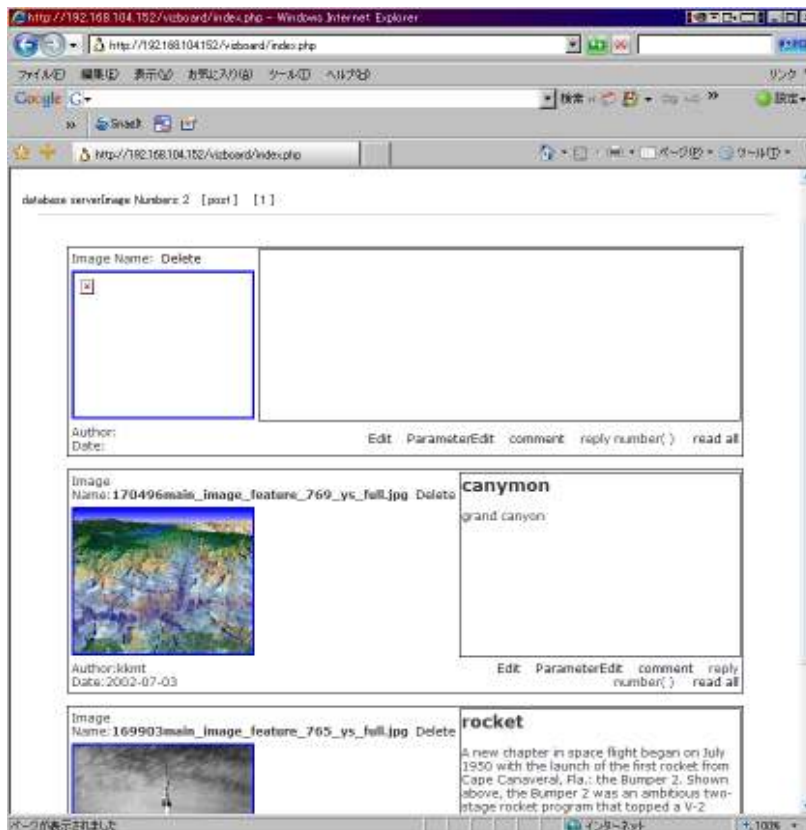 http://192.168.104.152/vizboard/index.php - Windows Internet Explorer
http://192.168.104.152/vizboard/index.php
ファイル(F) 編集(E) 表示(V) お気に入り(A) ツール(T) ヘルプ(H) リンク
Google G 検索 設定
SnagIt
http://192.168.104.152/vizboard/index.php ページ(P) ツール(O)
database serverImage Numbers: 2 [post] [1]
Image Name: Delete
Author:
Date:
Edit ParameterEdit comment reply number( ) read all
Image
Name:170496main_image_feature_769_ys_full.jpg Delete
canymon
grand canyon
Author:kkmt
Date:2002-07-03
Edit ParameterEdit comment reply
number( ) read all
Image
Name:169903main_image_feature_765_ys_full.jpg Delete
rocket
A new chapter in space flight began on July
1950 with the launch of the first rocket from
Cape Canaveral, Fla.: the Bumper 2. Shown
above, the Bumper 2 was an ambitious two-
stage rocket program that topped a V-2
ページが表示されました
インターネット
100%